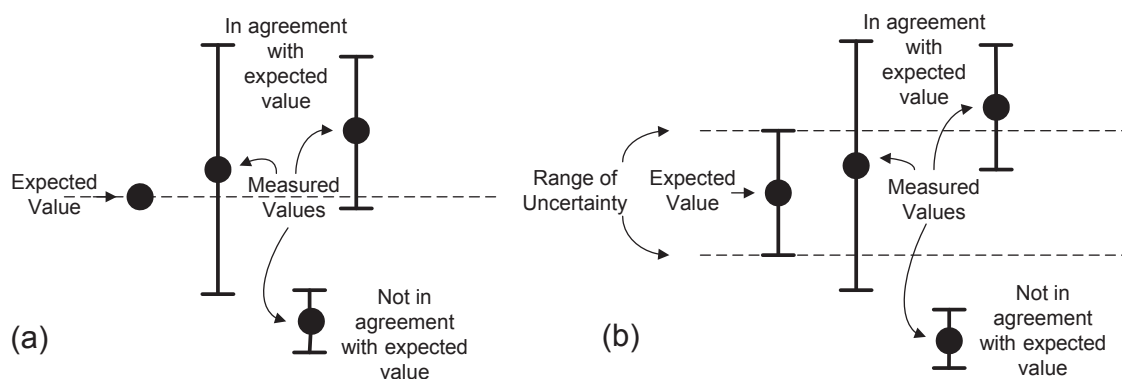 In agreement
with
expected
value
Expected
Value
Measured
Values
Not in
agreement
with expected
value
(a)
In agreement
with
expected
value
Range of
Uncertainty
Expected
Value
Measured
Values
Not in
agreement
with expected
value
(b)